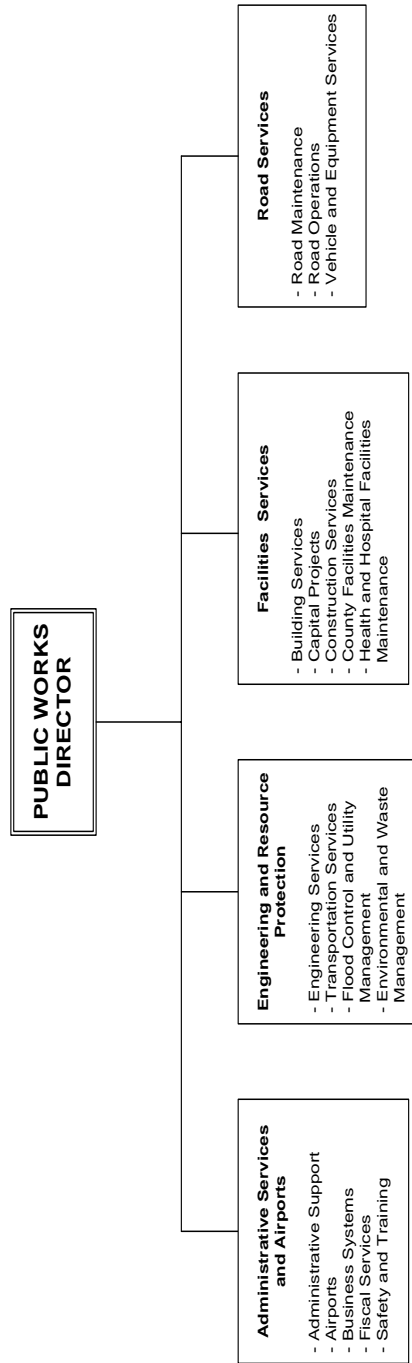 PUBLIC WORKS
DIRECTOR
Administrative Services
and Airports
- Administrative Support
- Airports
- Business Systems
- Fiscal Services
- Safety and Training
Engineering and Resource
Protection
- Engineering Services
- Transportation Services
- Flood Control and Utility
Management
- Environmental and Waste
Management
Facilities Services
- Building Services
- Capital Projects
- Construction Services
- County Facilities Maintenance
- Health and Hospital Facilities
Maintenance
Road Services
- Road Maintenance
- Road Operations
- Vehicle and Equipment Services